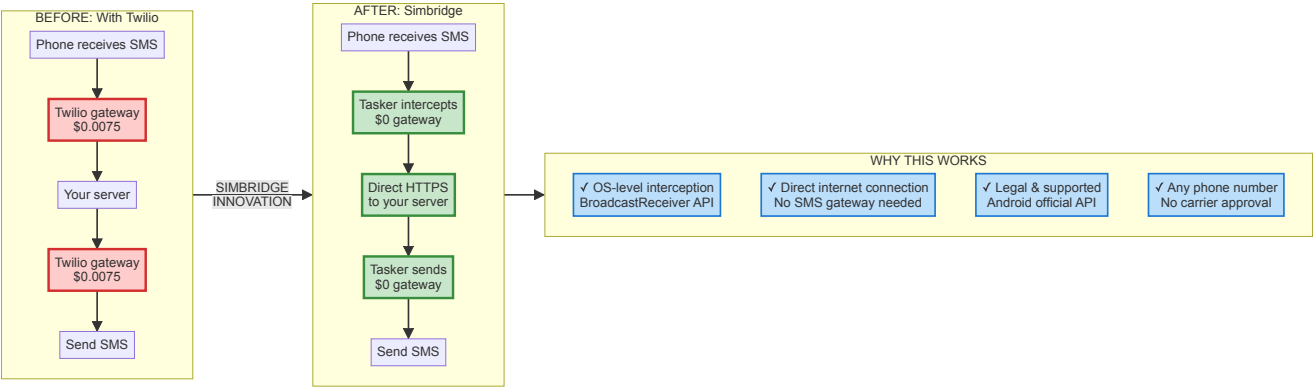 BEFORE: With Twilio
Phone receives SMS
Twilio gateway
$0.0075
Your server
Twilio gateway
$0.0075
Send SMS
SIMBRIDGE
INNOVATION
AFTER: Simbridge
Phone receives SMS
Tasker intercepts
$0 gateway
Direct HTTPS
to your server
Tasker sends
$0 gateway
Send SMS
WHY THIS WORKS
✓ OS-level interception
BroadcastReceiver API
✓ Direct internet connection
No SMS gateway needed
✓ Legal & supported
Android official API
✓ Any phone number
No carrier approval